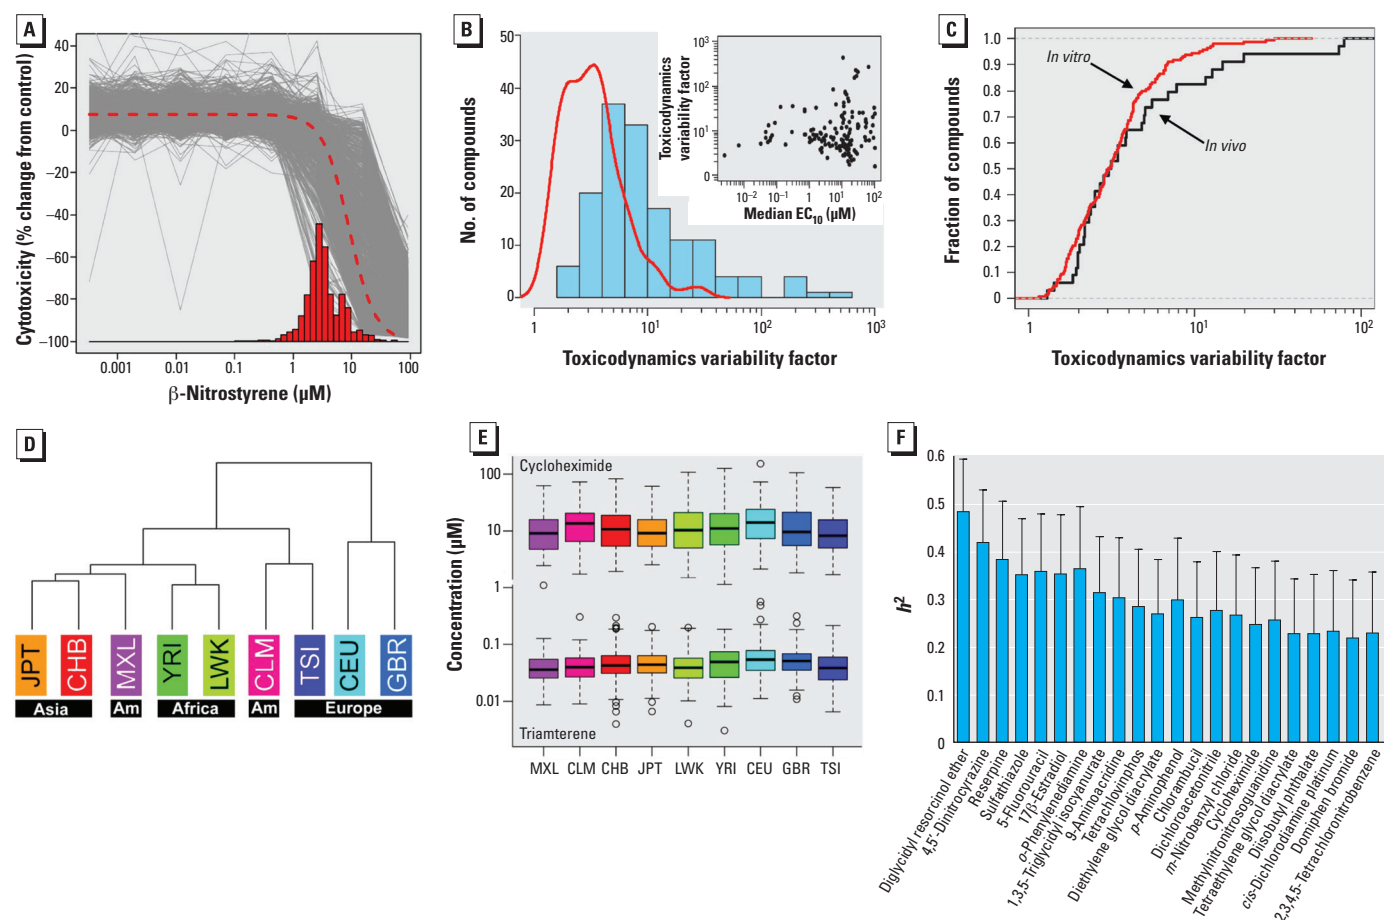 A
Cytotoxicity (% change from control)
40
20
0
−20
−40
−60
−80
−100
0.001
0.01
0.1
1
10
100
β-Nitrostyrene (μM)
B
No. of compounds
50
40
30
20
10
0
1
10¹
10²
10³
Toxicodynamics variability factor
Toxicodynamics
variability factor
10³
10²
10¹
1
0
10⁻²
10⁻¹
1
10¹
10²
Median EC₁₀ (μM)
C
Fraction of compounds
1.0
0.9
0.8
0.7
0.6
0.5
0.4
0.3
0.2
0.1
0
In vitro
In vivo
1
10¹
10²
Toxicodynamics variability factor
D
JPT
CHB
MXL
YRI
LWK
CLM
TSI
CEU
GBR
Asia
Am
Africa
Am
Europe
E
Concentration (μM)
Cycloheximide
100
10
1
0.1
0.01
Triamterene
MXL CLM CHB JPT LWK YRI CEU GBR TSI
F
h²
0.6
0.5
0.4
0.3
0.2
0.1
0
Diglycidyl resorcinol ether
4,5′- Dinitrocyrazine
Reserpine
Sulfathiazole
5-Fluorouracil
17β-Estradiol
o-Phenylenediamine
1,3,5-Triglycidyl isocyanurate
9-Aminoacridine
Tetrachlovinphos
Diethylene glycol diacrylate
p-Aminophenol
Chlorambucil
Dichloroacetonitrile
m-Nitrobenzyl chloride
Cycloheximide
Methylnitronitrosoguanidine
Tetraethylene glycol diacrylate
Diisobutyl phthalate
cis-Dichlorodiamine platinum
Domiphen bromide
2,3,4,5-Tetrachloronitrobenzene